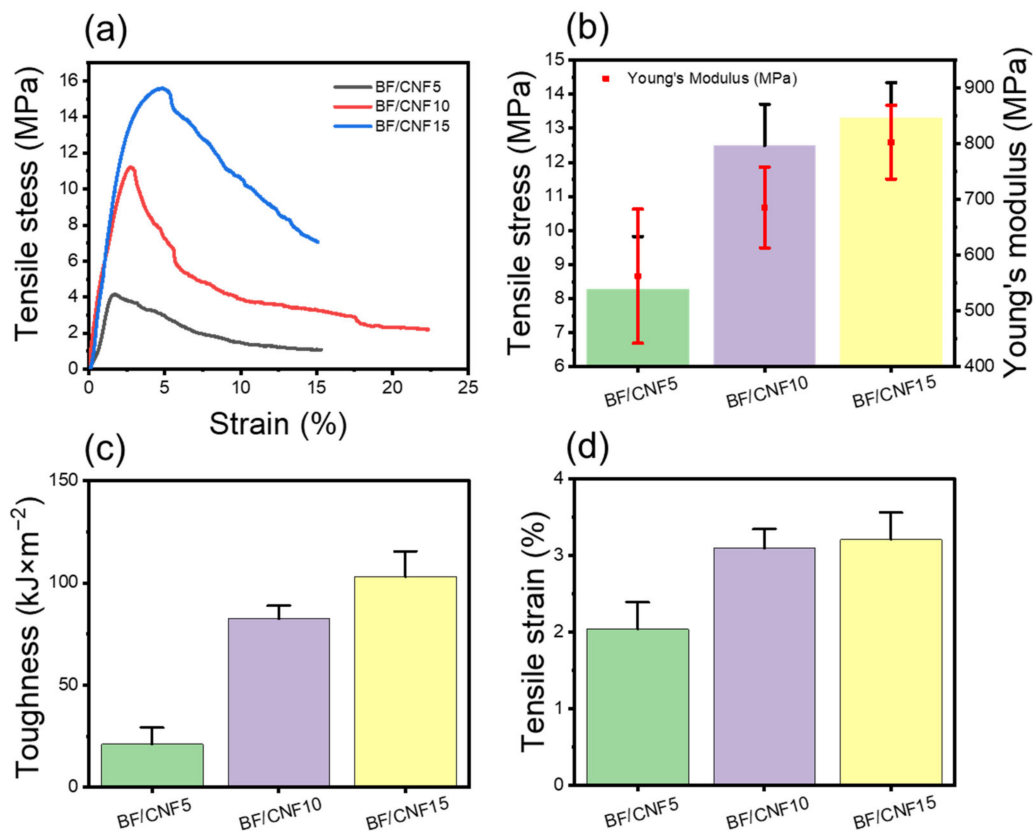 (a)
Tensile stess (MPa)
16
14
12
10
8
6
4
2
0
0
5
10
15
20
25
Strain (%)
BF/CNF5
BF/CNF10
BF/CNF15
(b)
Tensile stress (MPa)
15
14
13
12
11
10
9
8
7
6
Young's Modulus (MPa)
900
800
700
600
500
400
Young's modulus (MPa)
BF/CNF5
BF/CNF10
BF/CNF15
(c)
Toughness (kJ×m⁻²)
150
100
50
0
BF/CNF5
BF/CNF10
BF/CNF15
(d)
Tensile strain (%)
4
3
2
1
0
BF/CNF5
BF/CNF10
BF/CNF15